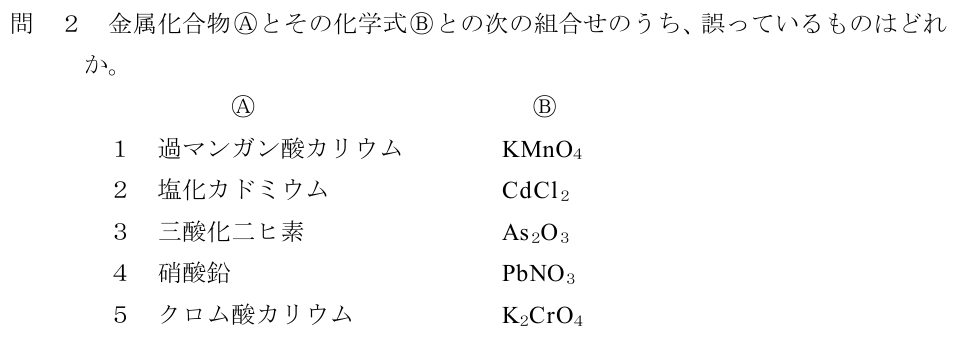 問　２　金属化合物Ⓐとその化学式Ⓑとの次の組合せのうち、誤っているものはどれ
か。
Ⓐ　Ⓑ
１　過マンガン酸カリウム　KMnO₄
２　塩化カドミウム　CdCl₂
３　三酸化二ヒ素　As₂O₃
４　硝酸鉛　PbNO₃
５　クロム酸カリウム　K₂CrO₄